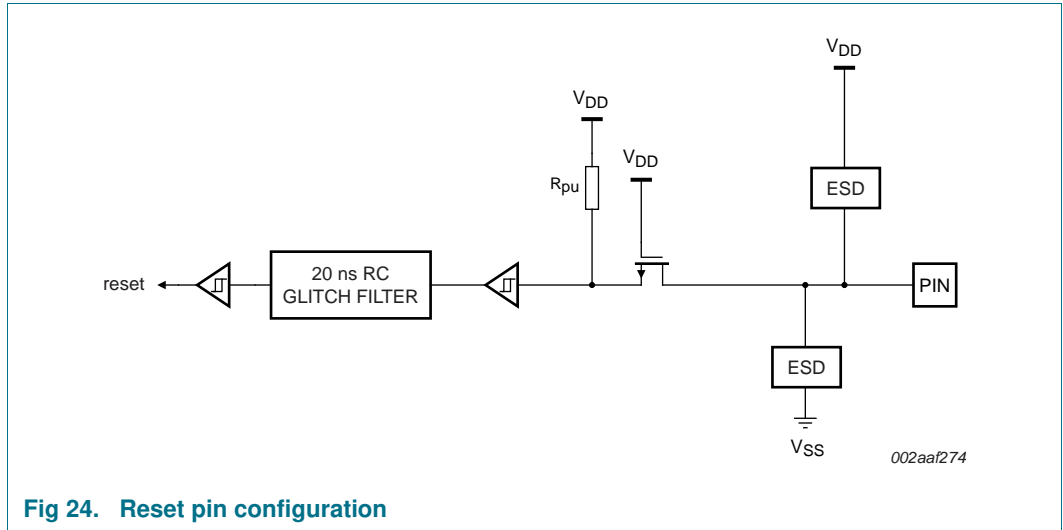 VDD
VDD
VDD
Rpu
ESD
reset
20 ns RC
GLITCH FILTER
PIN
ESD
VSS
002aaf274
Fig 24. Reset pin configuration